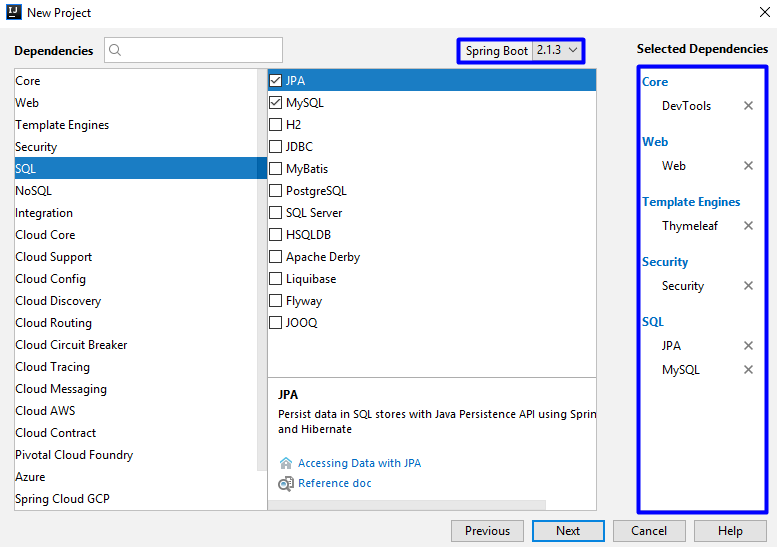 IJ New Project
Dependencies
Spring Boot 2.1.3
Selected Dependencies
Core
Web
Template Engines
Security
SQL
NoSQL
Integration
Cloud Core
Cloud Support
Cloud Config
Cloud Discovery
Cloud Routing
Cloud Circuit Breaker
Cloud Tracing
Cloud Messaging
Cloud AWS
Cloud Contract
Pivotal Cloud Foundry
Azure
Spring Cloud GCP
JPA
MySQL
H2
JDBC
MyBatis
PostgreSQL
SQL Server
HSQLDB
Apache Derby
Liquibase
Flyway
JOOQ
JPA
Persist data in SQL stores with Java Persistence API using Sprin
and Hibernate
Accessing Data with JPA
Reference doc
Core
DevTools
Web
Web
Template Engines
Thymeleaf
Security
Security
SQL
JPA
MySQL
Previous
Next
Cancel
Help